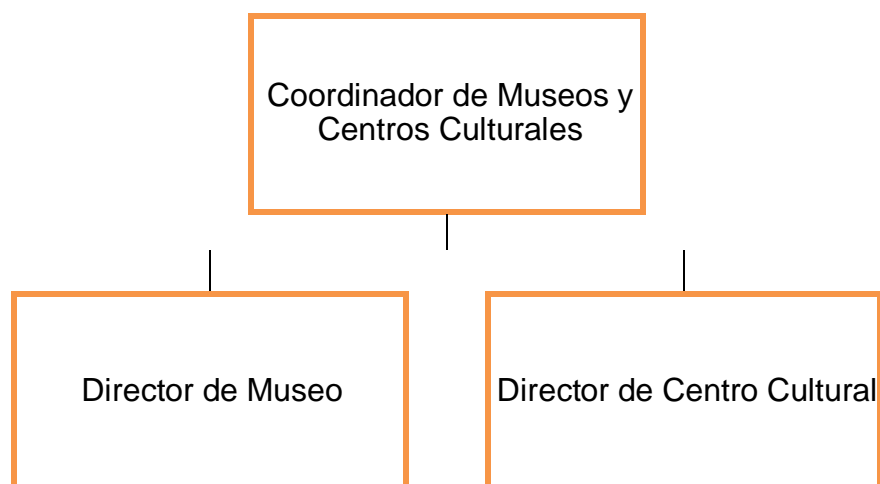 Coordinador de Museos y
Centros Culturales
Director de Museo
Director de Centro Cultural